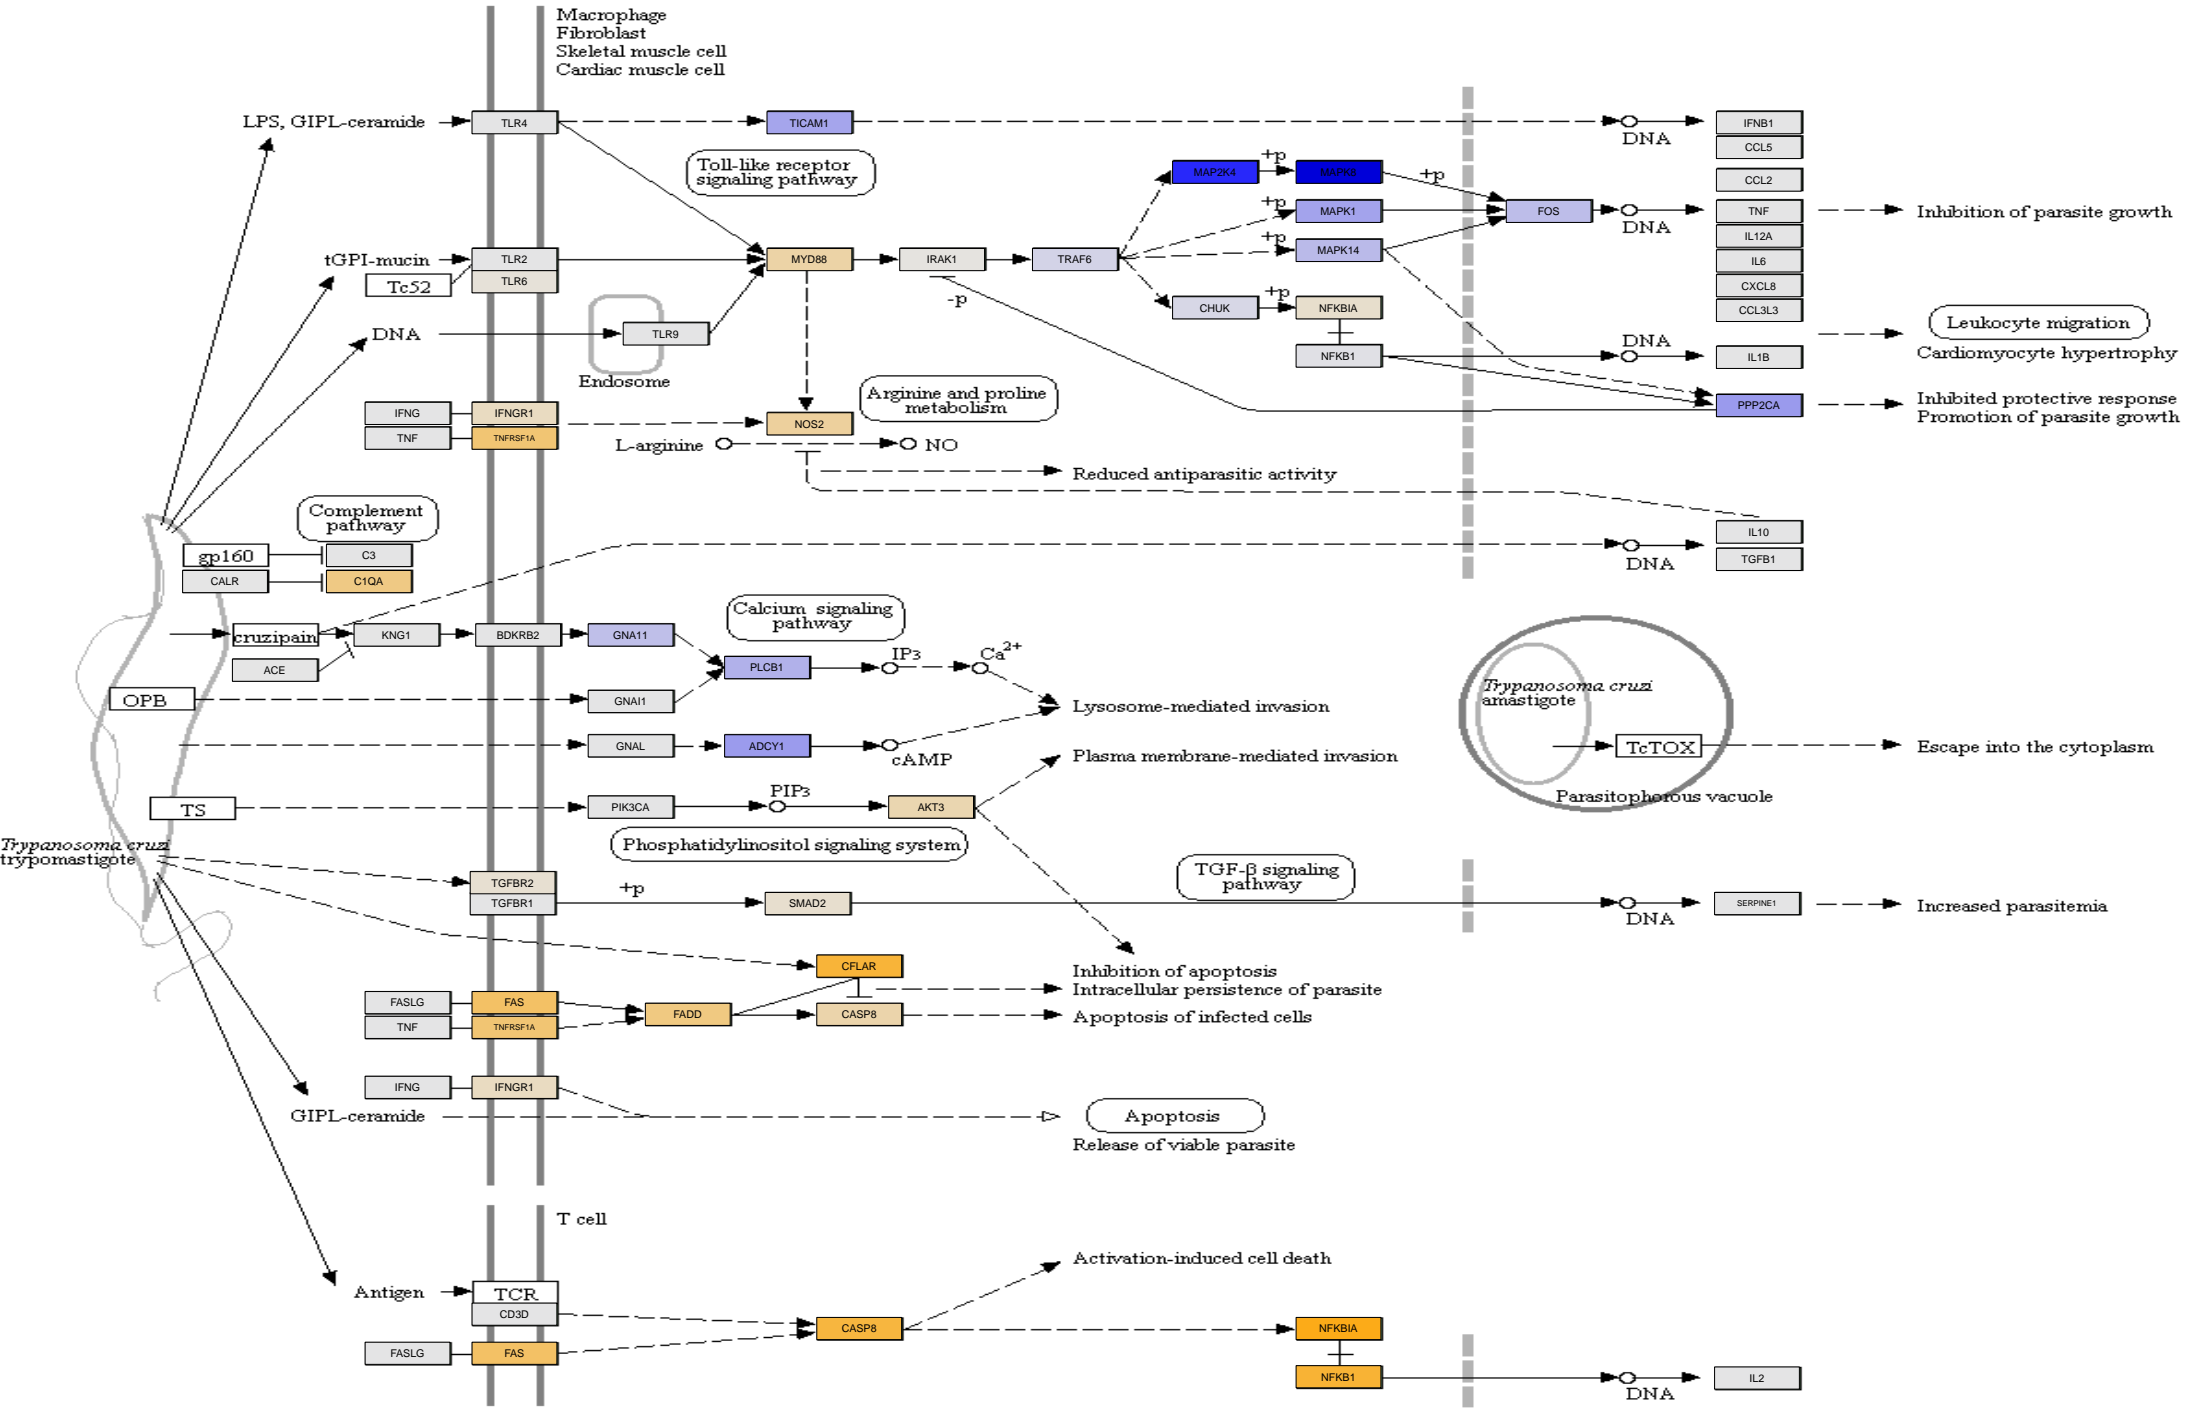 Macrophage
Fibroblast
Skeletal muscle cell
Cardiac muscle cell
LPS, GIPL-ceramide
TLR4
TICAM1
DNA
IFNB1
CCL5
Toll-like receptor
signaling pathway
MAP2K4
+p
MAPK8
+p
CCL2
+p
MAPK1
FOS
DNA
TNF
Inhibition of parasite growth
+p
MAPK14
IL12A
tGPI-mucin
TLR2
MYD88
IRAK1
TRAF6
IL6
Tc52
TLR6
-p
CXCL8
CHUK
+p
NFKBIA
CCL3L3
DNA
TLR9
Endosome
NFKB1
DNA
IL1B
Leukocyte migration
Cardiomyocyte hypertrophy
Arginine and proline
metabolism
PPP2CA
Inhibited protective response
Promotion of parasite growth
IFNG
IFNGR1
TNF
TNFRSF1A
NOS2
L-arginine
NO
Reduced antiparasitic activity
Complement
pathway
gp160
C3
CALR
C1QA
IL10
DNA
TGFB1
cruzipain
KNG1
BDKRB2
GNA11
Calcium signaling
pathway
ACE
PLCB1
IP3
Ca2+
OPB
GNAI1
Lysosome-mediated invasion
GNAL
ADCY1
cAMP
Plasma membrane-mediated invasion
Trypanosoma cruzi
amastigote
TcTOX
Escape into the cytoplasm
Parasitophorous vacuole
TS
PIK3CA
PIP3
AKT3
Phosphatidylinositol signaling system
Trypanosoma cruzi
trypomastigote
TGFBR2
TGFBR1
+p
SMAD2
TGF-β signaling
pathway
DNA
SERPINE1
Increased parasitemia
CFLAR
Inhibition of apoptosis
Intracellular persistence of parasite
FASLG
FAS
TNF
TNFRSF1A
FADD
CASP8
Apoptosis of infected cells
IFNG
IFNGR1
GIPL-ceramide
Apoptosis
Release of viable parasite
T cell
Activation-induced cell death
Antigen
TCR
CD3D
CASP8
NFKBIA
FASLG
FAS
NFKB1
DNA
IL2